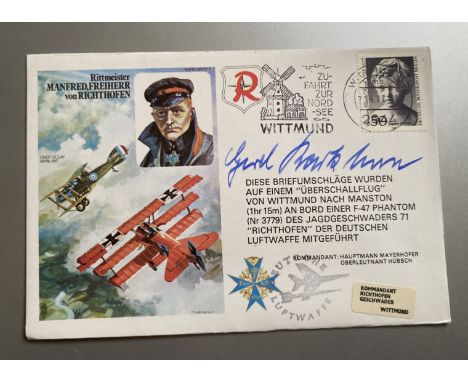 Rittmeister
MANFRED, FREIHERR
von RICHTHOFEN
R
ZU-
FAHRT
ZUR
NORD
-SEE
WITTMUND
DIESE BRIEFUMSCHLÄGE WURDEN
AUF EINEM "ÜBERSCHALLFLUG"
VON WITTMUND NACH MANSTON
(1hr 15m) AN BORD EINER F-47 PHANTOM
(Nr 3779) DES JAGDGESCHWADERS 71
"RICHTHOFEN" DER DEUTSCHEN
LUFTWAFFE MITGEFÜHRT
KOMMANDANT: HAUPTMANN MAYERHOFER
OBERLEUTNANT HÜBSCH
DEUTSCHE
LUFTWAFFE
KOMMANDANT
RICHTHOFEN
GESCHWADER
WITTMUND